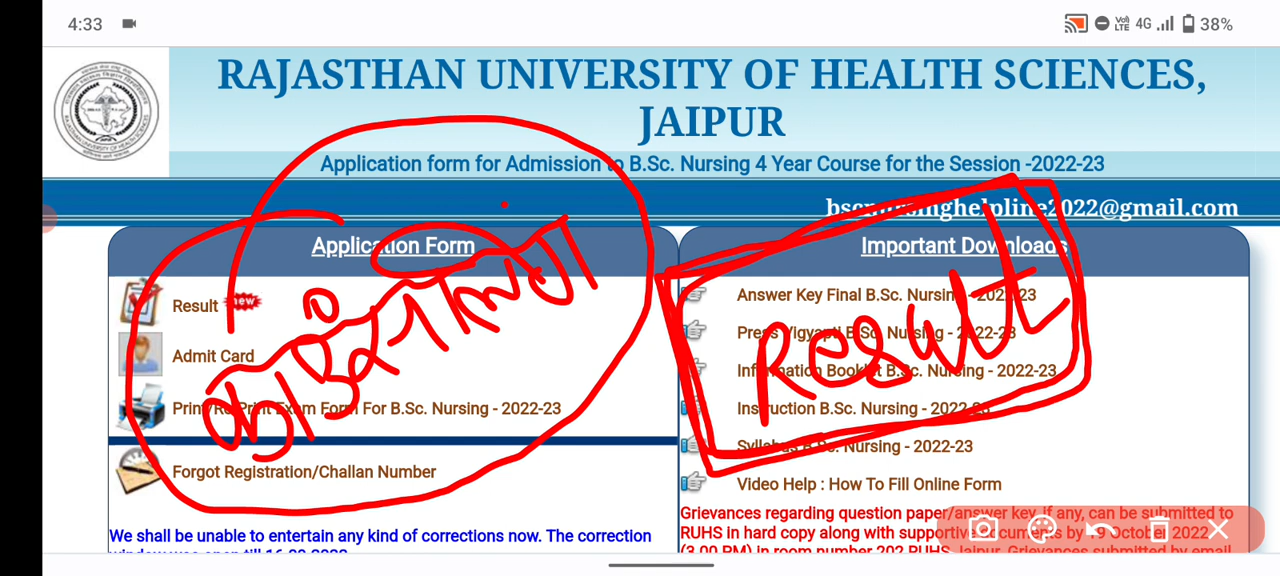 4:33
Voi) LTE 4G 38%
RAJASTHAN UNIVERSITY OF HEALTH SCIENCES,
JAIPUR
Application form for Admission to B.Sc. Nursing 4 Year Course for the Session -2022-23
bscnursinghelpline2022@gmail.com
Application Form
Result new
Admit Card
Print/Re-Print Exam Form For B.Sc. Nursing - 2022-23
Forgot Registration/Challan Number
We shall be unable to entertain any kind of corrections now. The correction
Important Downloads
Answer Key Final B.Sc. Nursing - 2022-23
Press Vigyapti B.Sc. Nursing - 2022-23
Information Booklet B.Sc. Nursing - 2022-23
Instruction B.Sc. Nursing - 2022-23
Syllabus B.Sc. Nursing - 2022-23
Video Help : How To Fill Online Form
Grievances regarding question paper/answer key, if any, can be submitted to
RUHS in hard copy along with supportive documents by 19 October 2022
(3.00 PM) in room number 202 RUHS Jaipur. Grievances submitted by email
Result